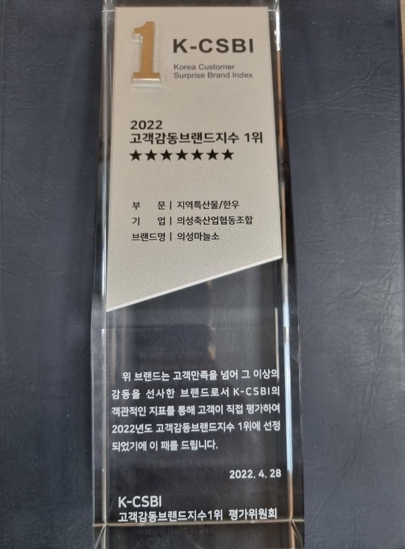 1 K-CSBI
Korea Customer
Surprise Brand Index
2022
고객감동브랜드지수 1위
★★★★★★★
부 문 | 지역특산물/한우
기 업 | 의성축산업협동조합
브랜드명 | 의성마늘소
위 브랜드는 고객만족을 넘어 그 이상의
감동을 선사한 브랜드로서 K-CSBI의
객관적인 지표를 통해 고객이 직접 평가하여
2022년도 고객감동브랜드지수 1위에 선정
되었기에 이 패를 드립니다.
2022. 4. 28
K-CSBI
고객감동브랜드지수1위 평가위원회